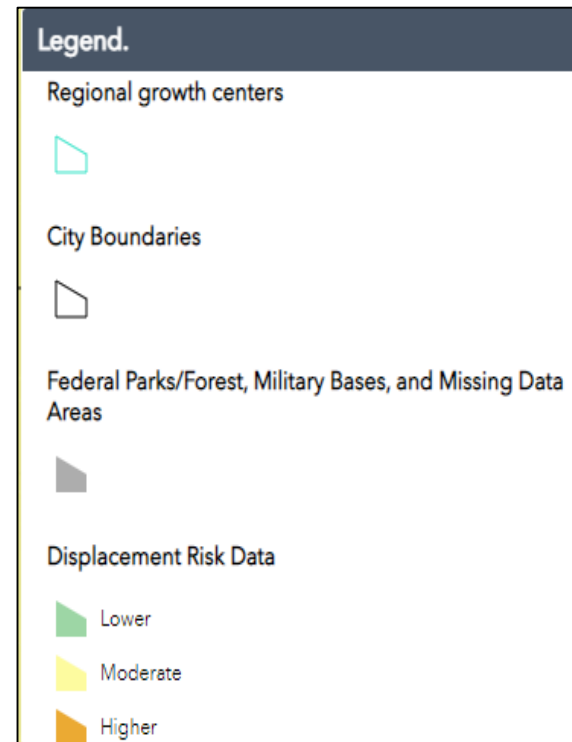 Legend.
Regional growth centers
City Boundaries
Federal Parks/Forest, Military Bases, and Missing Data
Areas
Displacement Risk Data
Lower
Moderate
Higher